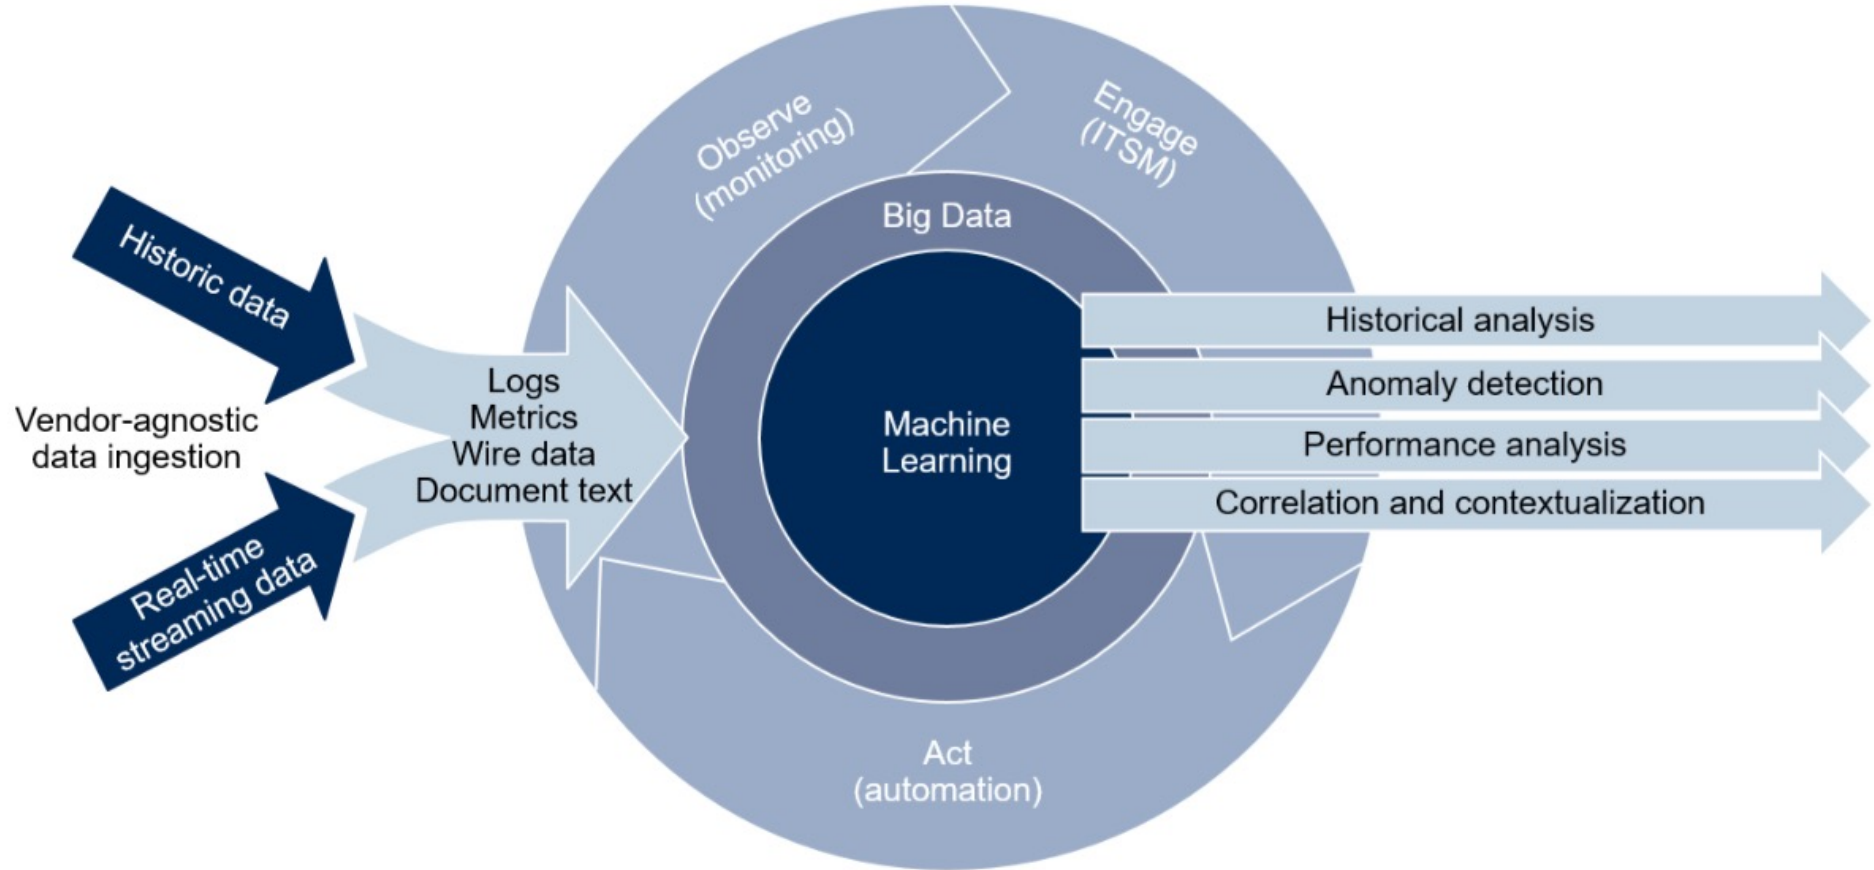 Historic data
Vendor-agnostic
data ingestion
Real-time
streaming data
Logs
Metrics
Wire data
Document text
Observe
(monitoring)
Engage
(ITSM)
Big Data
Machine
Learning
Act
(automation)
Historical analysis
Anomaly detection
Performance analysis
Correlation and contextualization